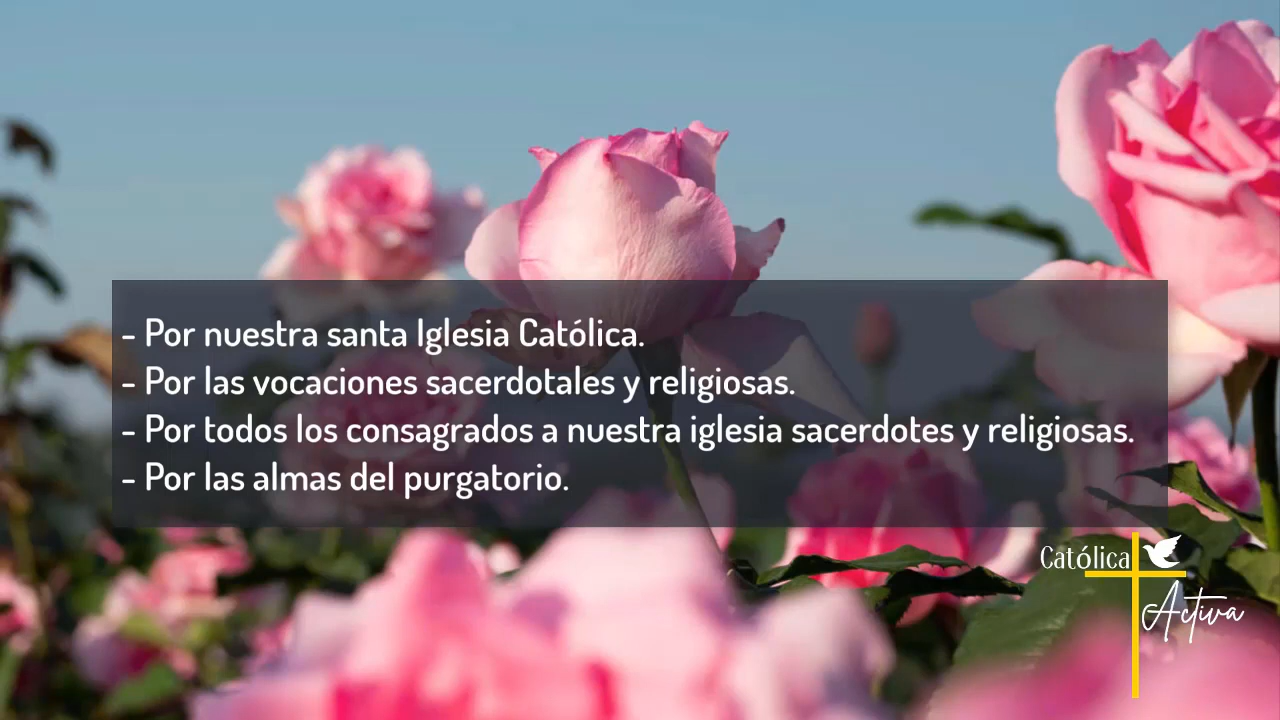 - Por nuestra santa Iglesia Católica.
- Por las vocaciones sacerdotales y religiosas.
- Por todos los consagrados a nuestra iglesia sacerdotes y religiosas.
- Por las almas del purgatorio.
Católica
Activa